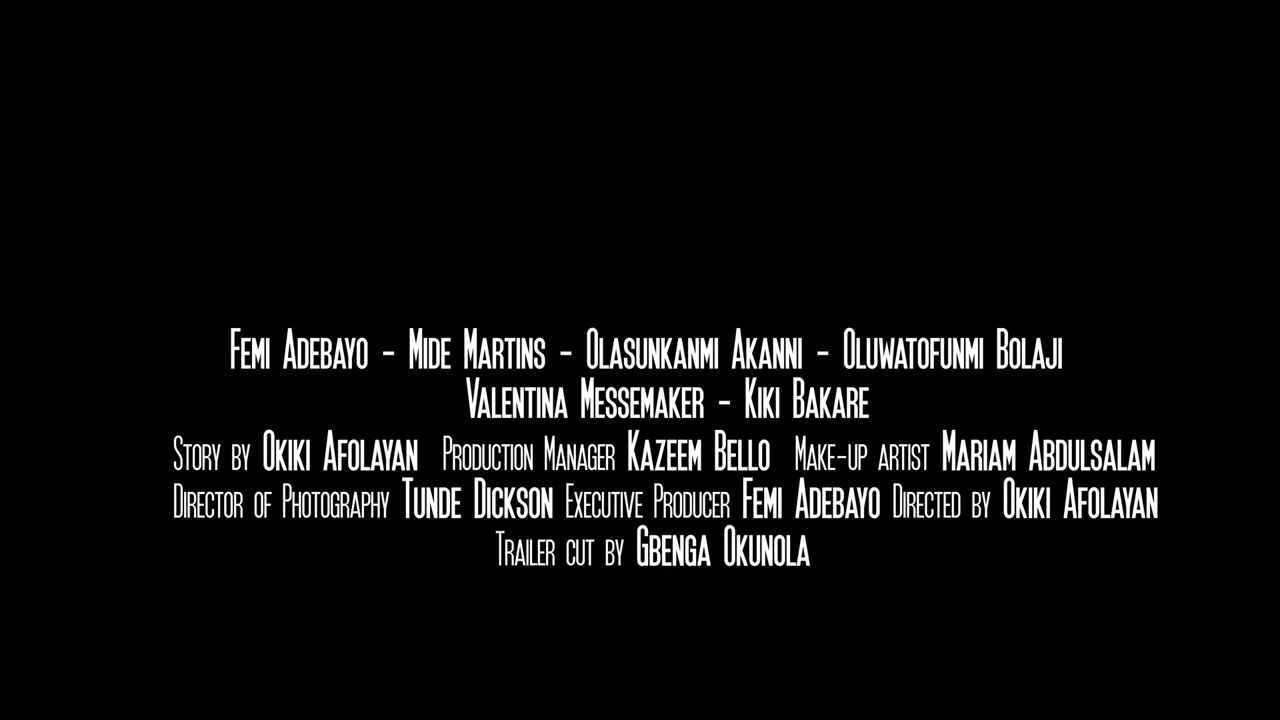 Femi Adebayo - Mide Martins - Olasunkanmi Akanni - Oluwatofunmi Bolaji
Valentina Messemaker - Kiki Bakare
Story by Okiki Afolayan Production Manager Kazeem Bello Make-up artist Mariam Abdulsalam
Director of Photography Tunde Dickson Executive Producer Femi Adebayo Directed by Okiki Afolayan
Trailer cut by Gbenga Okunola